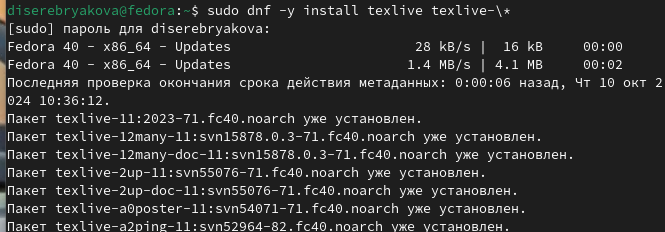 diserebryakova@fedora:~$ sudo dnf -y install texlive texlive-\*
[sudo] пароль для diserebryakova:
Fedora 40 - x86_64 - Updates 28 kB/s | 16 kB 00:00
Fedora 40 - x86_64 - Updates 1.4 MB/s | 4.1 MB 00:02
Последняя проверка окончания срока действия метаданных: 0:00:06 назад, Чт 10 окт 2
024 10:36:12.
Пакет texlive-11:2023-71.fc40.noarch уже установлен.
Пакет texlive-12many-11:svn15878.0.3-71.fc40.noarch уже установлен.
Пакет texlive-12many-doc-11:svn15878.0.3-71.fc40.noarch уже установлен.
Пакет texlive-2up-11:svn55076-71.fc40.noarch уже установлен.
Пакет texlive-2up-doc-11:svn55076-71.fc40.noarch уже установлен.
Пакет texlive-a0poster-11:svn54071-71.fc40.noarch уже установлен.
Пакет texlive-a2ping-11:svn52964-82.fc40.noarch уже установлен.